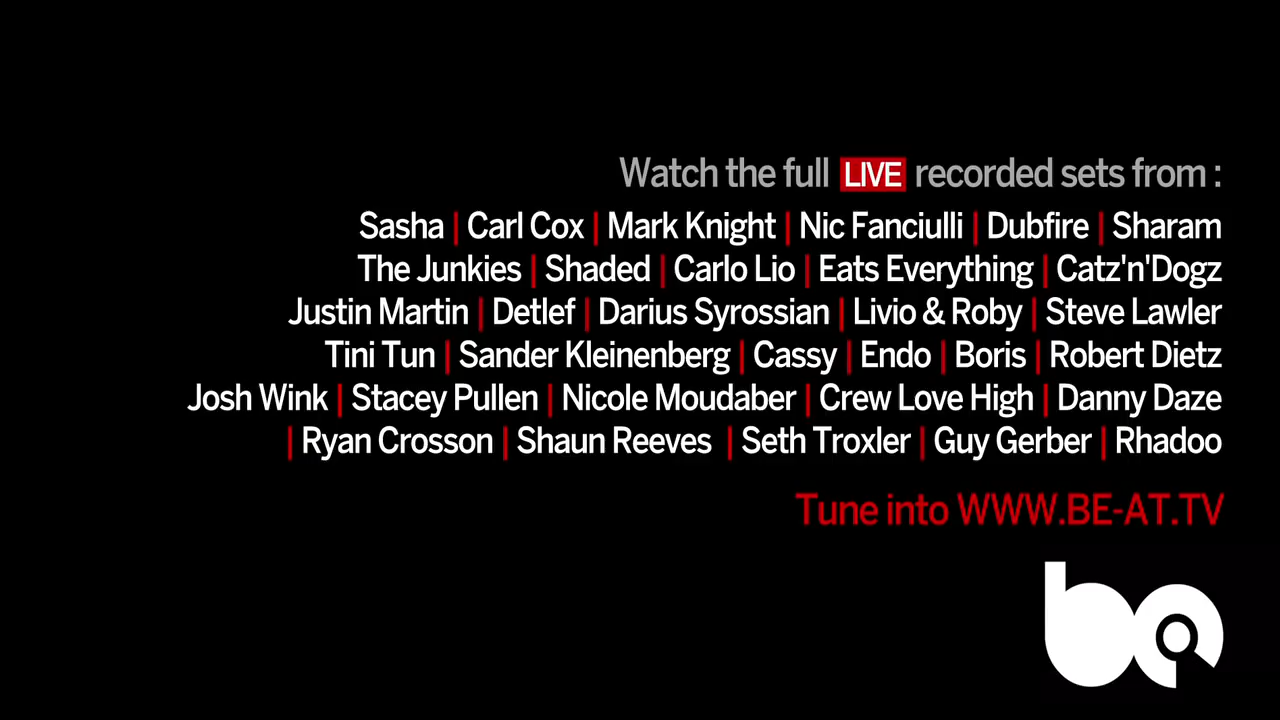 Watch the full LIVE recorded sets from :
Sasha | Carl Cox | Mark Knight | Nic Fanciulli | Dubfire | Sharam
The Junkies | Shaded | Carlo Lio | Eats Everything | Catz'n'Dogz
Justin Martin | Detlef | Darius Syrossian | Livio & Roby | Steve Lawler
Tini Tun | Sander Kleinenberg | Cassy | Endo | Boris | Robert Dietz
Josh Wink | Stacey Pullen | Nicole Moudaber | Crew Love High | Danny Daze
| Ryan Crosson | Shaun Reeves | Seth Troxler | Guy Gerber | Rhadoo
Tune into WWW.BE-AT.TV
be